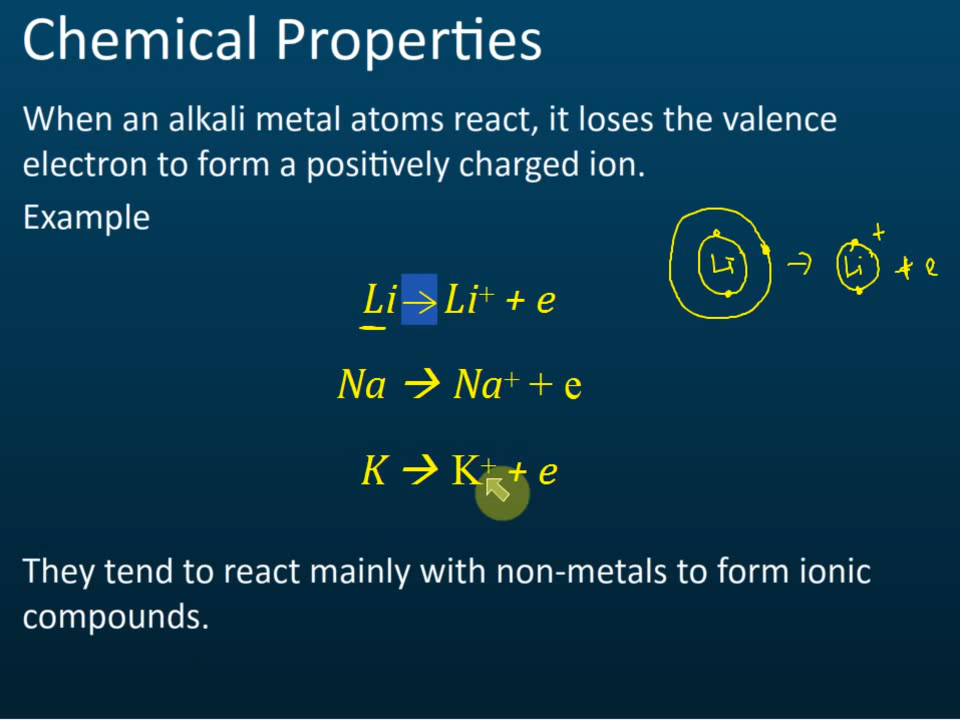 Chemical Properties
When an alkali metal atoms react, it loses the valence
electron to form a positively charged ion.
Example
Li → Li⁺ + e
Li → Li⁺ + e
Na → Na⁺ + e
K → K⁺ + e
They tend to react mainly with non-metals to form ionic
compounds.